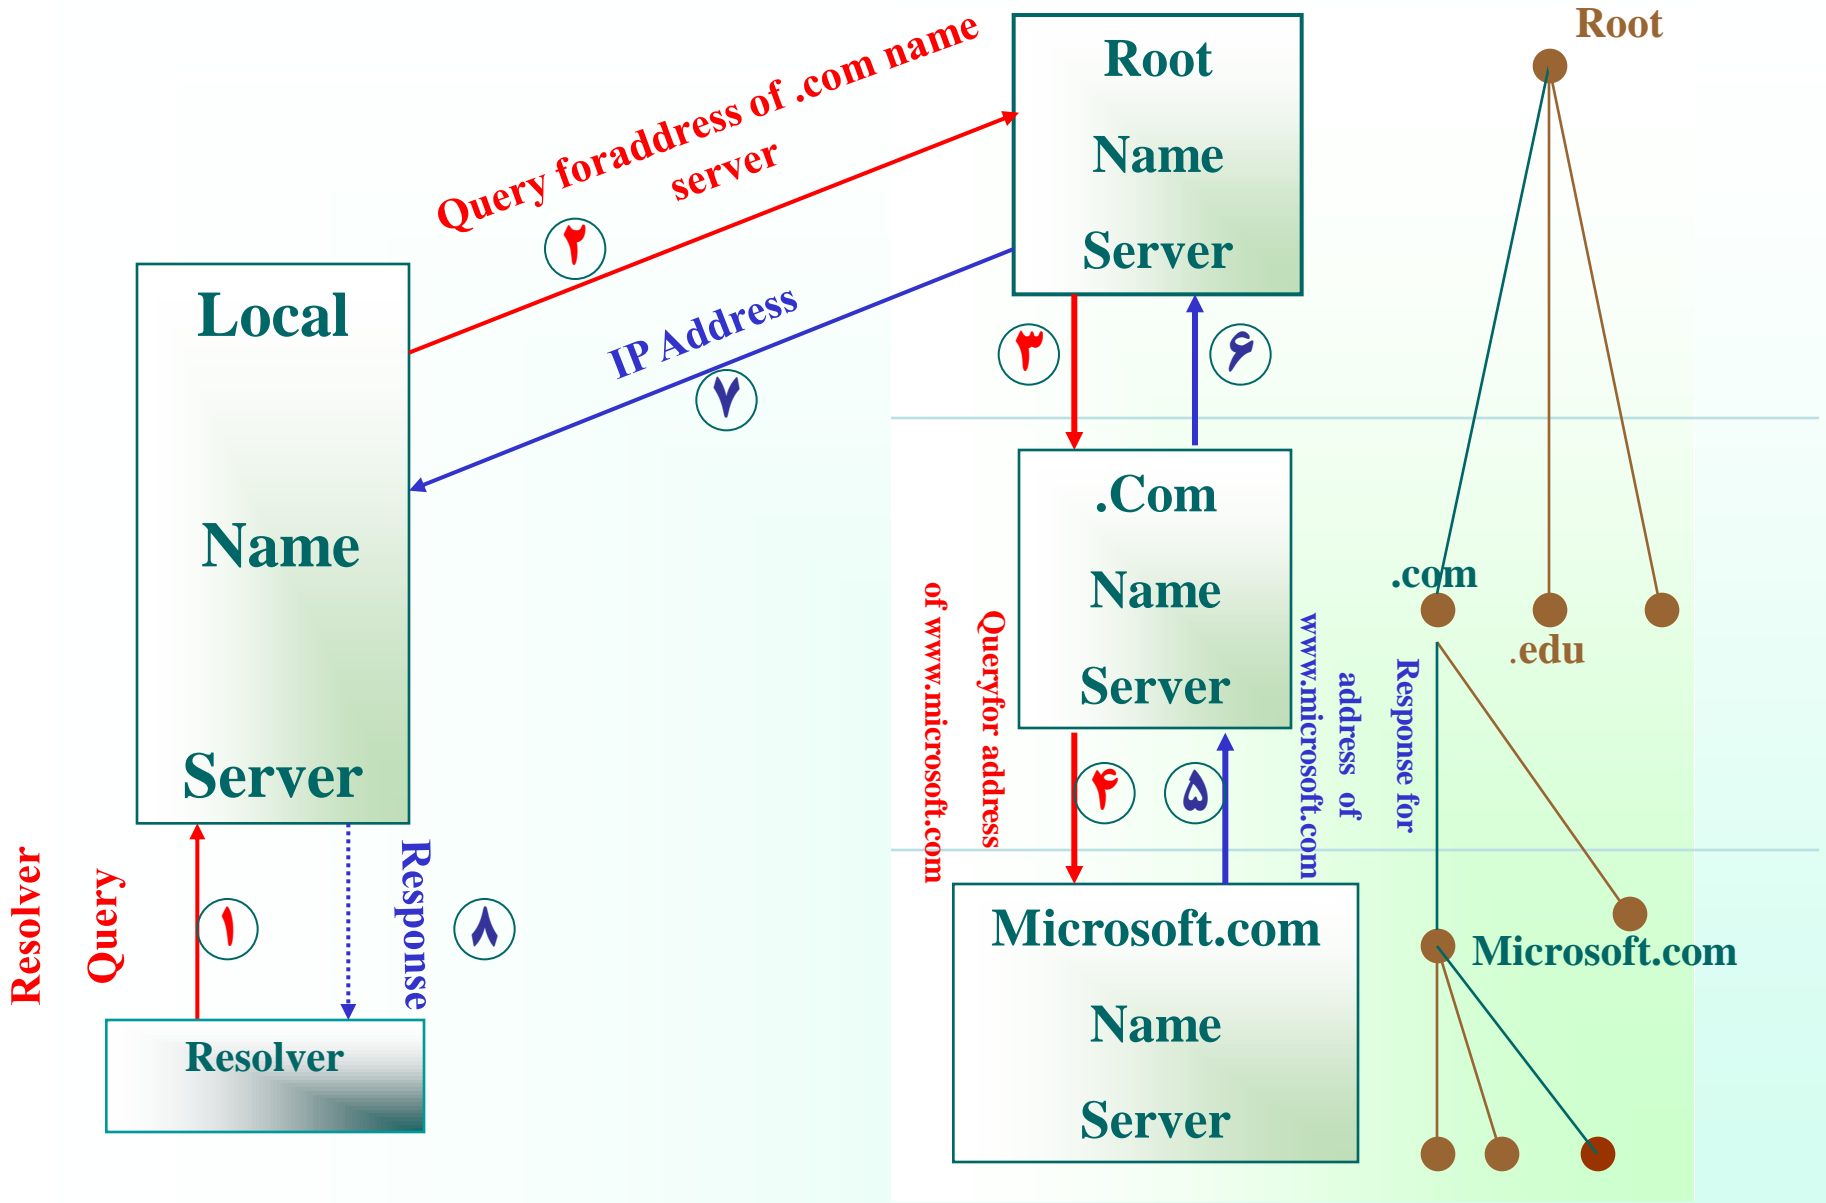 Root
Query foraddress of .com name
server
۲
Root
Name
Server
Local
Name
Server
IP Address
۷
۳
۶
.Com
Name
Server
.com
.edu
Queryfor address
of www.microsoft.com
Response for
address of
www.microsoft.com
۴
۵
Resolver
Query
۱
Response
۸
Microsoft.com
Name
Server
Microsoft.com
Resolver